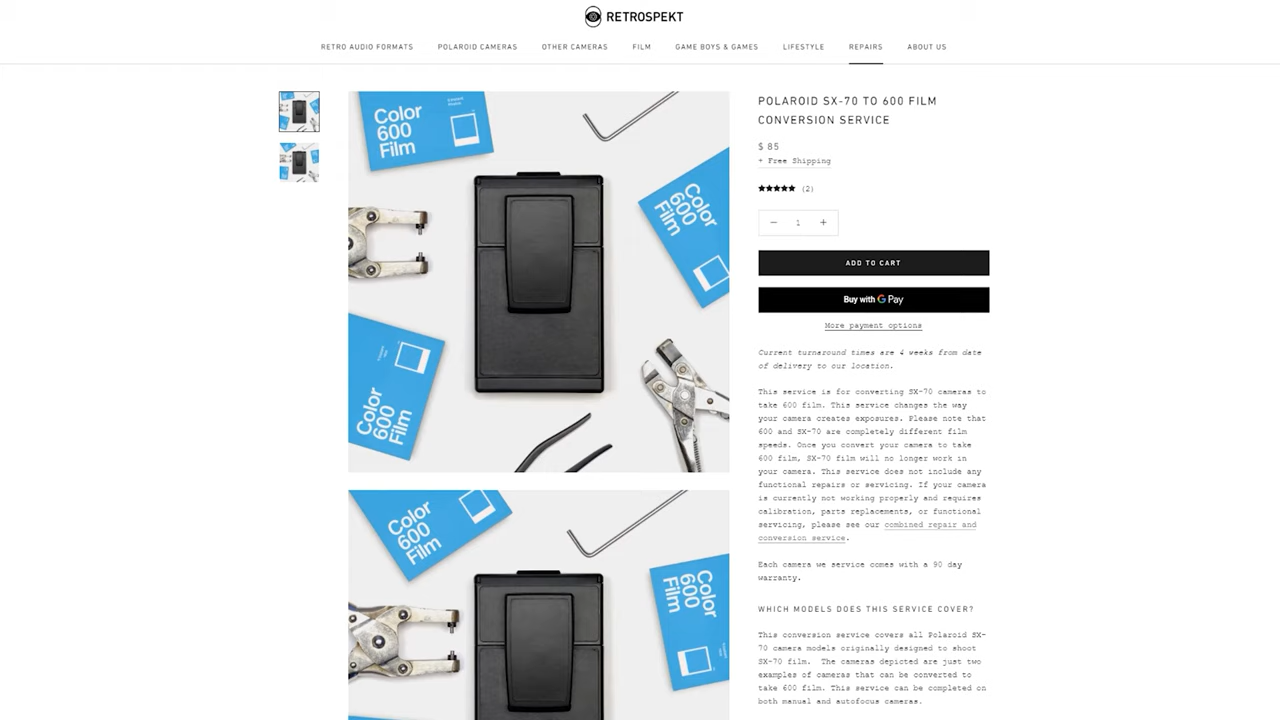 RETROSPEKT
RETRO AUDIO FORMATS POLAROID CAMERAS OTHER CAMERAS FILM GAME BOYS & GAMES LIFESTYLE REPAIRS ABOUT US
Color
600
Film
Color
600
Film
Color
600
Film
Color
600
Film
Color
600
Film
POLAROID SX-70 TO 600 FILM
CONVERSION SERVICE
$ 85
+ Free Shipping
★★★★★ (2)
− 1 +
ADD TO CART
Buy with G Pay
More payment options
Current turnaround times are 4 weeks from date
of delivery to our location.
This service is for converting SX-70 cameras to
take 600 film. This service changes the way
your camera creates exposures. Please note that
600 and SX-70 are completely different film
speeds. Once you convert your camera to take
600 film, SX-70 film will no longer work in
your camera. This service does not include any
functional repairs or servicing. If your camera
is currently not working properly and requires
calibration, parts replacements, or functional
servicing, please see our combined repair and
conversion service.
Each camera we service comes with a 90 day
warranty.
WHICH MODELS DOES THIS SERVICE COVER?
This conversion service covers all Polaroid SX-
70 camera models originally designed to shoot
SX-70 film. The cameras depicted are just two
examples of cameras that can be converted to
take 600 film. This service can be completed on
both manual and autofocus cameras.